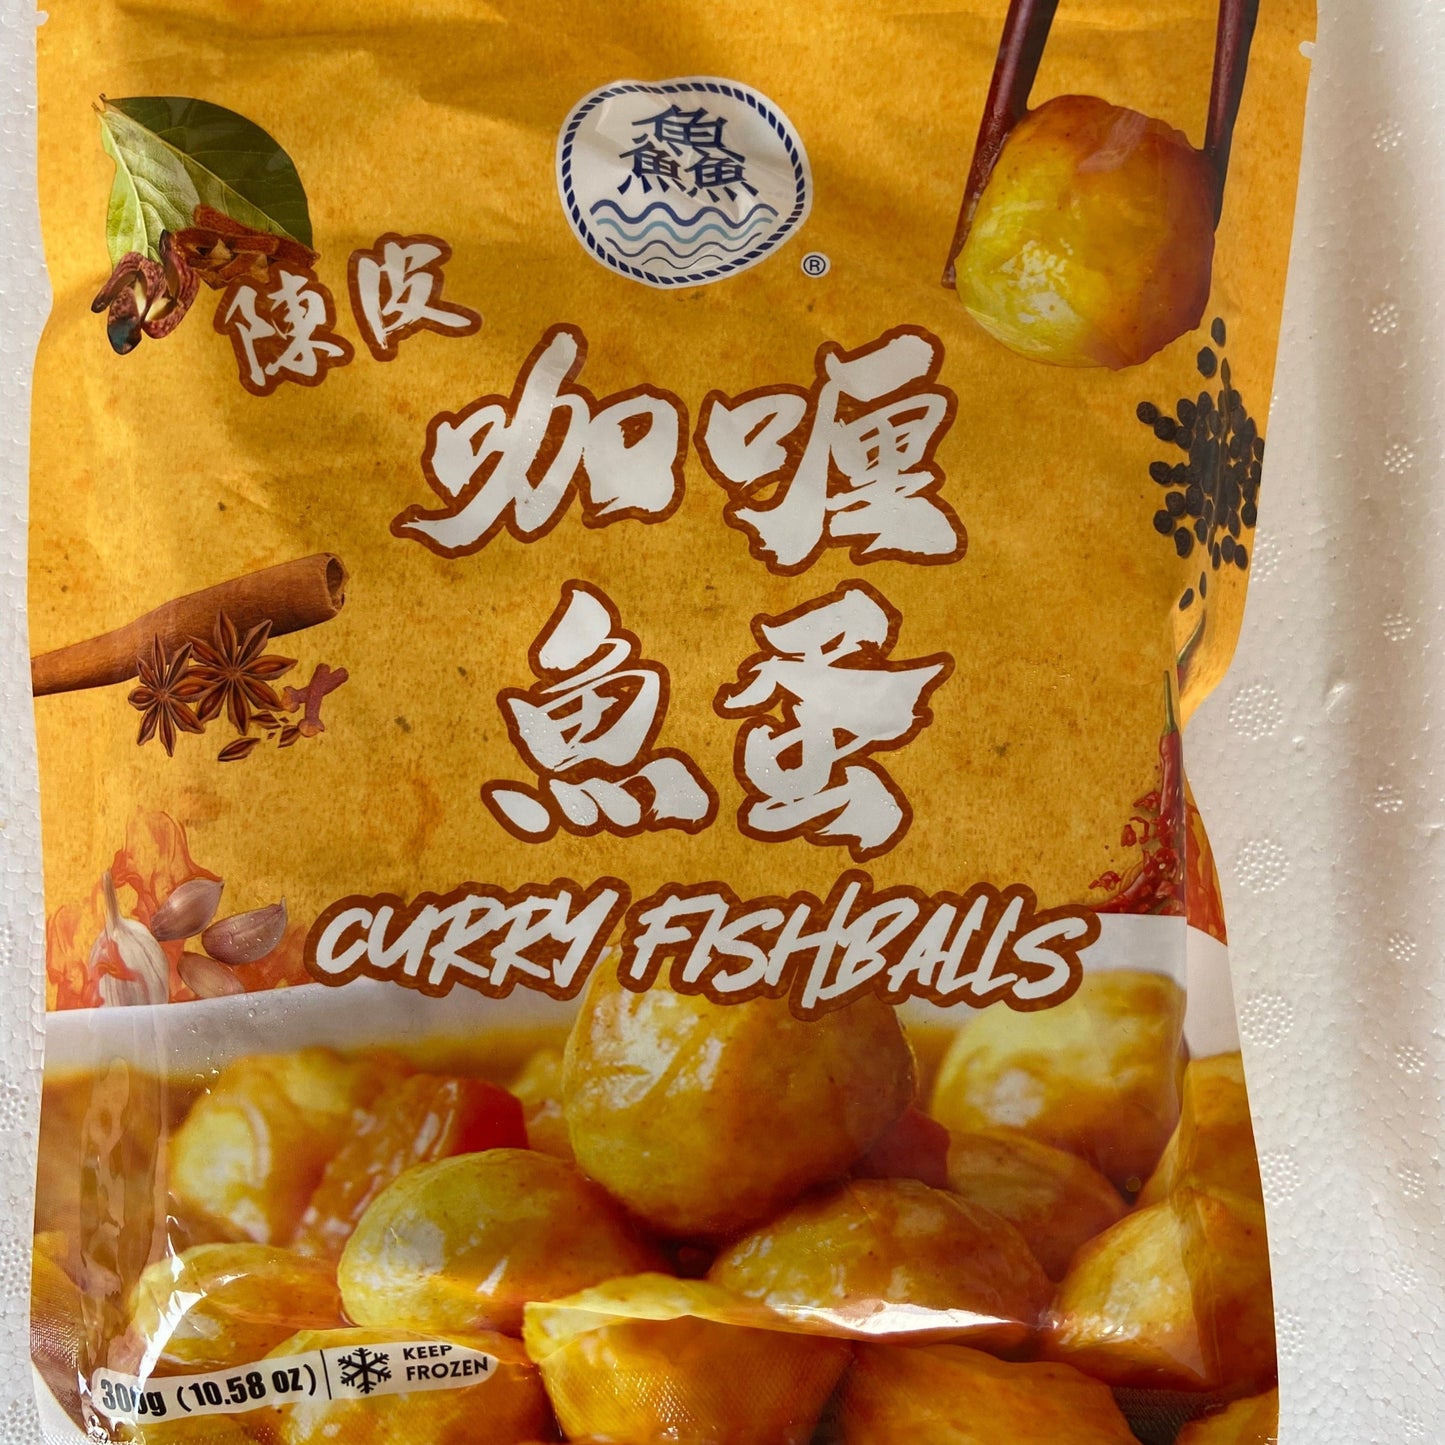 鱻
®
陳皮
咖喱
魚蛋
CURRY FISHBALLS
300g (10.58 OZ)
KEEP
FROZEN